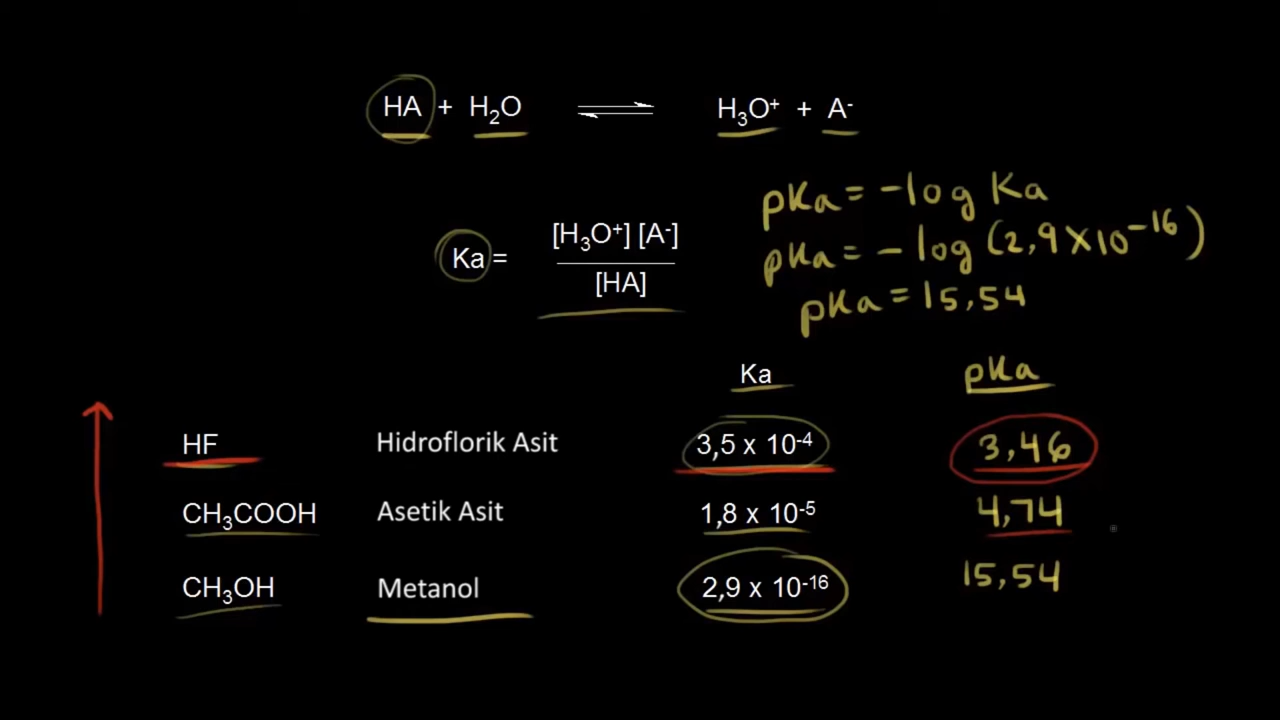 HA + H₂O ⇌ H₃O⁺ + A⁻
pKa = -log Ka
Ka = [H₃O⁺] [A⁻] / [HA]
pKa = -log (2,9 x 10⁻¹⁶)
pKa = 15,54
Ka pKa
HF Hidroflorik Asit 3,5 x 10⁻⁴ 3,46
CH₃COOH Asetik Asit 1,8 x 10⁻⁵ 4,74
CH₃OH Metanol 2,9 x 10⁻¹⁶ 15,54